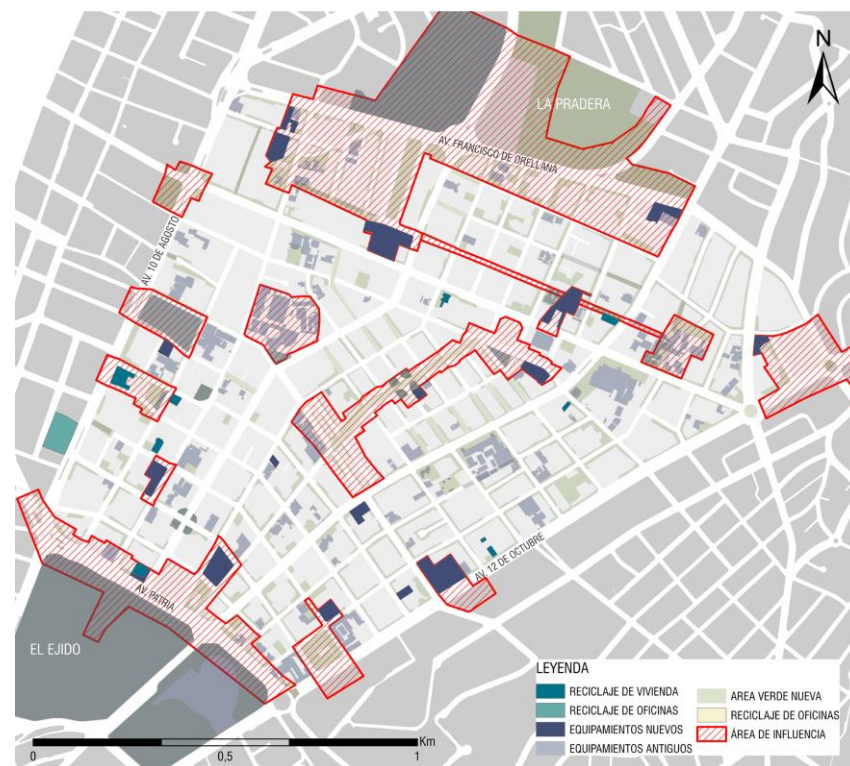 N
LA PRADERA
AV. FRANCISCO DE ORELLANA
AV. 10 DE AGOSTO
AV. 12 DE OCTUBRE
AV. PATRIA
EL EJIDO
LEYENDA
RECICLAJE DE VIVIENDA
RECICLAJE DE OFICINAS
EQUIPAMIENTOS NUEVOS
EQUIPAMIENTOS ANTIGUOS
AREA VERDE NUEVA
RECICLAJE DE OFICINAS
ÁREA DE INFLUENCIA
Km
0 0,5 1